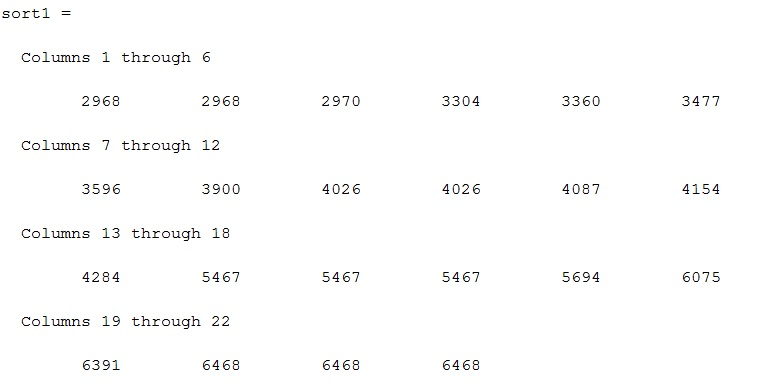 sort1 =
Columns 1 through 6
2968 2968 2970 3304 3360 3477
Columns 7 through 12
3596 3900 4026 4026 4087 4154
Columns 13 through 18
4284 5467 5467 5467 5694 6075
Columns 19 through 22
6391 6468 6468 6468